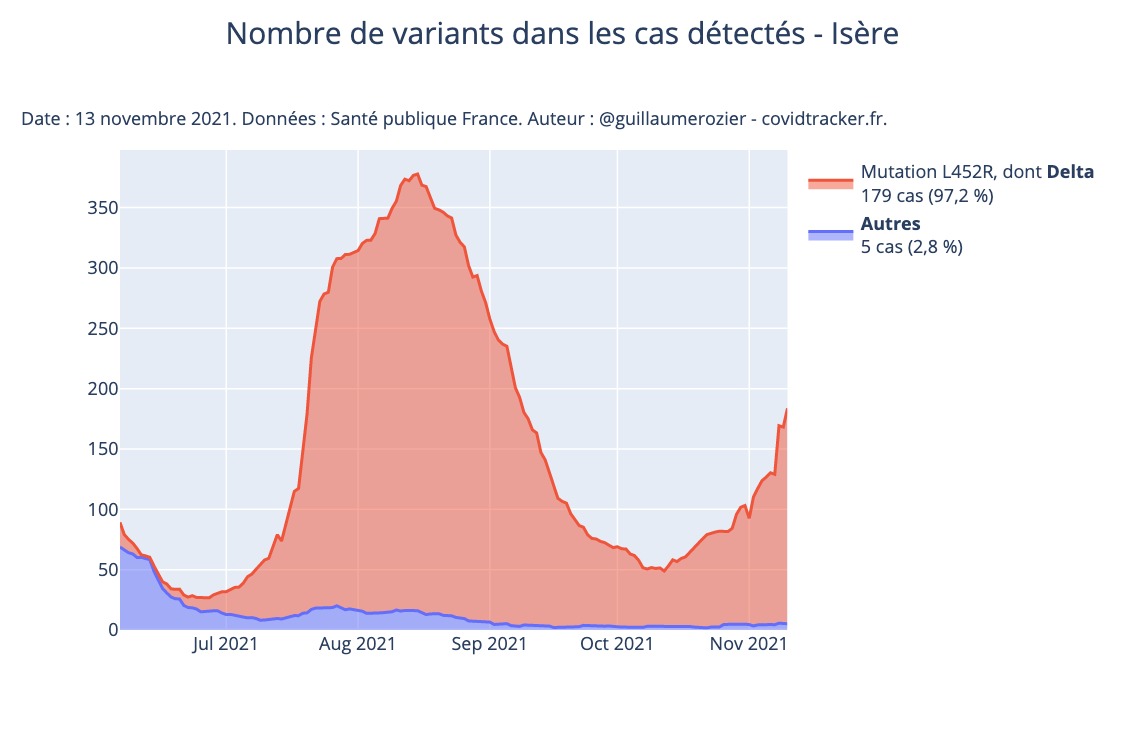 Nombre de variants dans les cas détectés - Isère
Date : 13 novembre 2021. Données : Santé publique France. Auteur : @guillaumerozier - covidtracker.fr.
Mutation L452R, dont Delta
179 cas (97,2 %)
Autres
5 cas (2,8 %)
350
300
250
200
150
100
50
0
Jul 2021
Aug 2021
Sep 2021
Oct 2021
Nov 2021